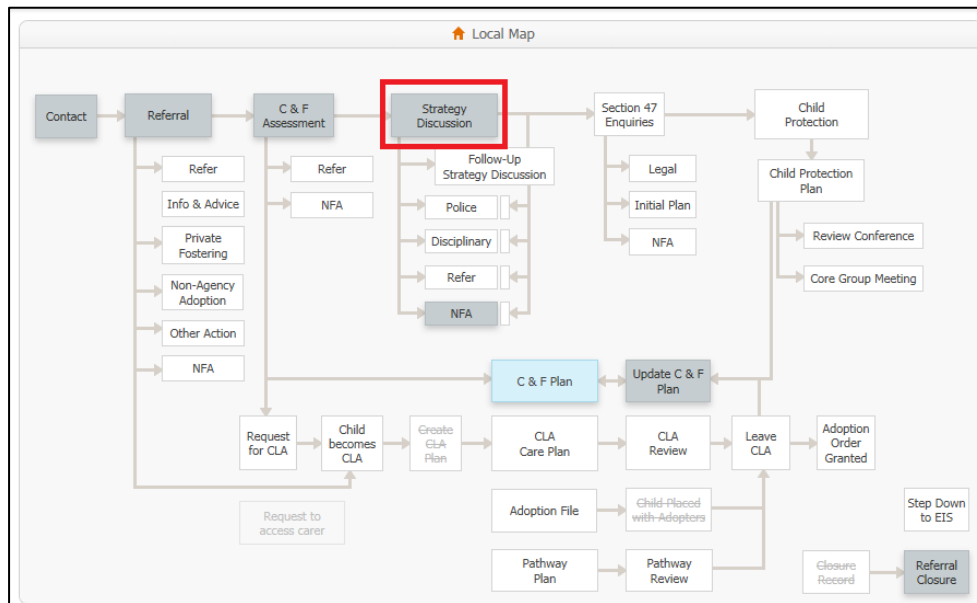 Local Map
Contact
Referral
C & F
Assessment
Strategy
Discussion
Section 47
Enquiries
Child
Protection
Refer
Info & Advice
Private
Fostering
Non-Agency
Adoption
Other Action
NFA
Refer
NFA
Follow-Up
Strategy Discussion
Police
Disciplinary
Refer
NFA
Legal
Initial Plan
NFA
Child Protection
Plan
Review Conference
Core Group Meeting
C & F Plan
Update C & F
Plan
Request
for CLA
Child
becomes
CLA
Create
CLA
Plan
CLA
Care Plan
CLA
Review
Leave
CLA
Adoption
Order
Granted
Request to
access carer
Adoption File
Child Placed
with Adopters
Step Down
to EIS
Pathway
Plan
Pathway
Review
Closure
Record
Referral
Closure